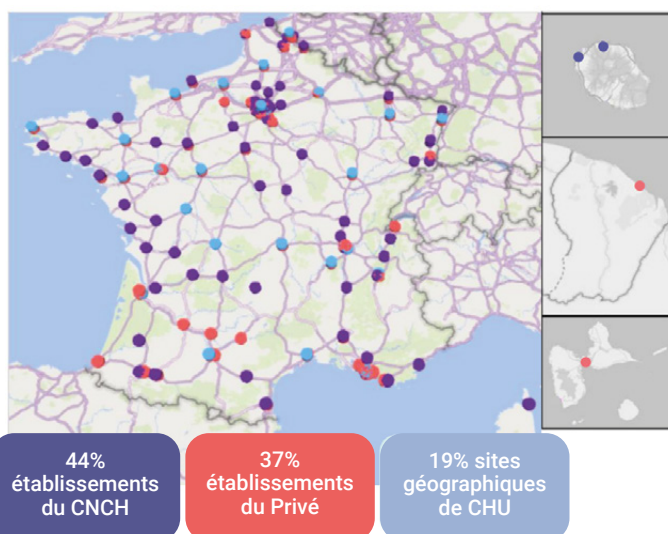 44%
établissements
du CNCH
37%
établissements
du Privé
19% sites
géographiques
de CHU